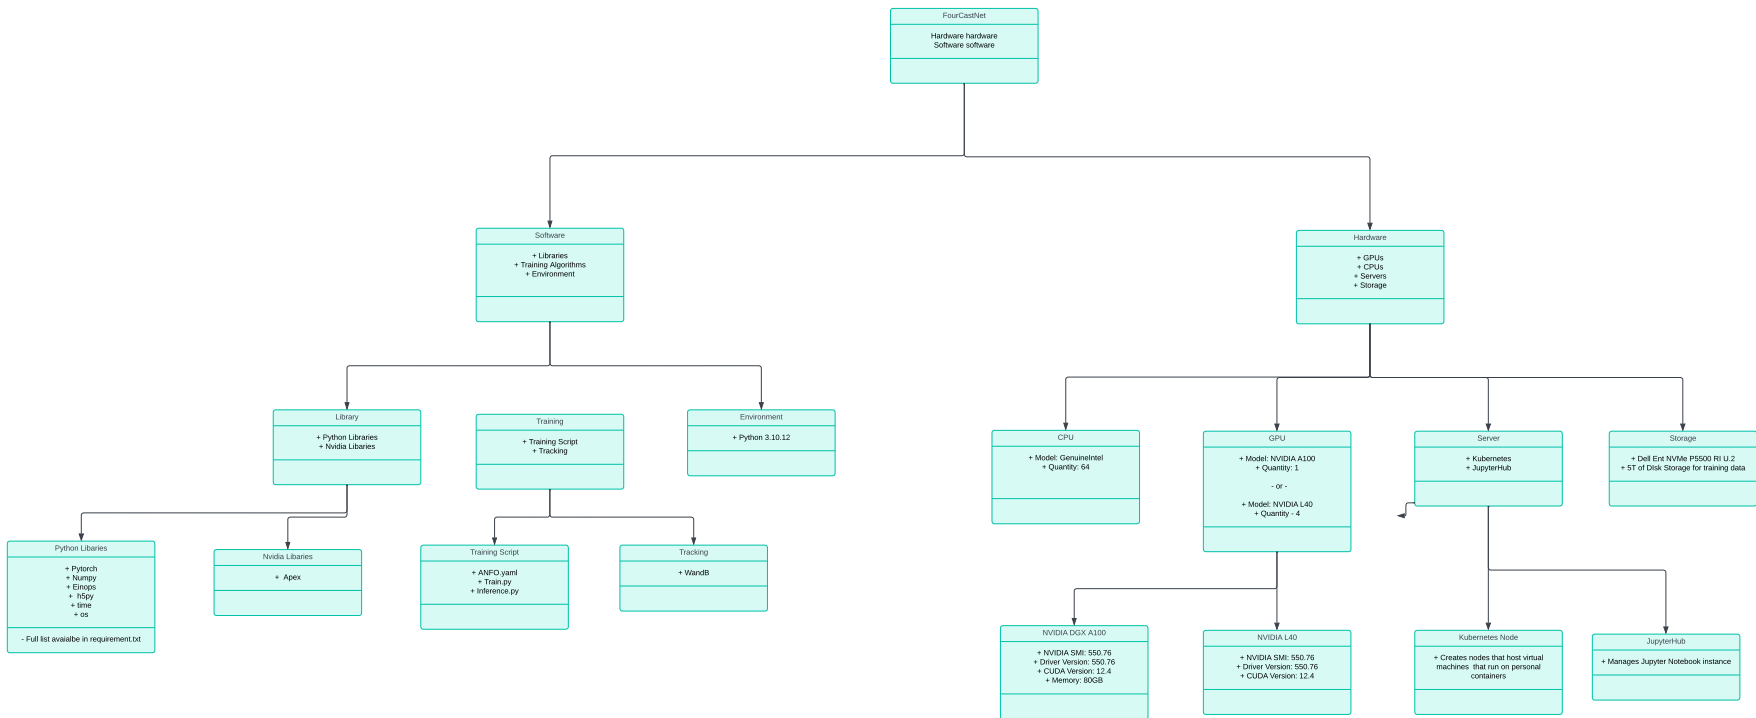 FourCastNet
Hardware hardware
Software software
Software
+ Libraries
+ Training Algorithms
+ Environment
Hardware
+ GPUs
+ CPUs
+ Servers
+ Storage
Library
+ Python Libraries
+ Nvidia Libaries
Training
+ Training Script
+ Tracking
Environment
+ Python 3.10.12
CPU
+ Model: GenuineIntel
+ Quantity: 64
GPU
+ Model: NVIDIA A100
+ Quantity: 1
- or -
+ Model: NVIDIA L40
+ Quantity - 4
Server
+ Kubernetes
+ JupyterHub
Storage
+ Dell Ent NVMe P5500 RI U.2
+ 5T of DIsk Storage for training data
Python Libaries
+ Pytorch
+ Numpy
+ Einops
+ h5py
+ time
+ os
- Full list avaialbe in requirement.txt
Nvidia Libaries
+ Apex
Training Script
+ ANFO.yaml
+ Train.py
+ Inference.py
Tracking
+ WandB
NVIDIA DGX A100
+ NVIDIA SMI: 550.76
+ Driver Version: 550.76
+ CUDA Version: 12.4
+ Memory: 80GB
NVIDIA L40
+ NVIDIA SMI: 550.76
+ Driver Version: 550.76
+ CUDA Version: 12.4
Kubernetes Node
+ Creates nodes that host virtual
machines that run on personal
containers
JupyterHub
+ Manages Jupyter Notebook instance